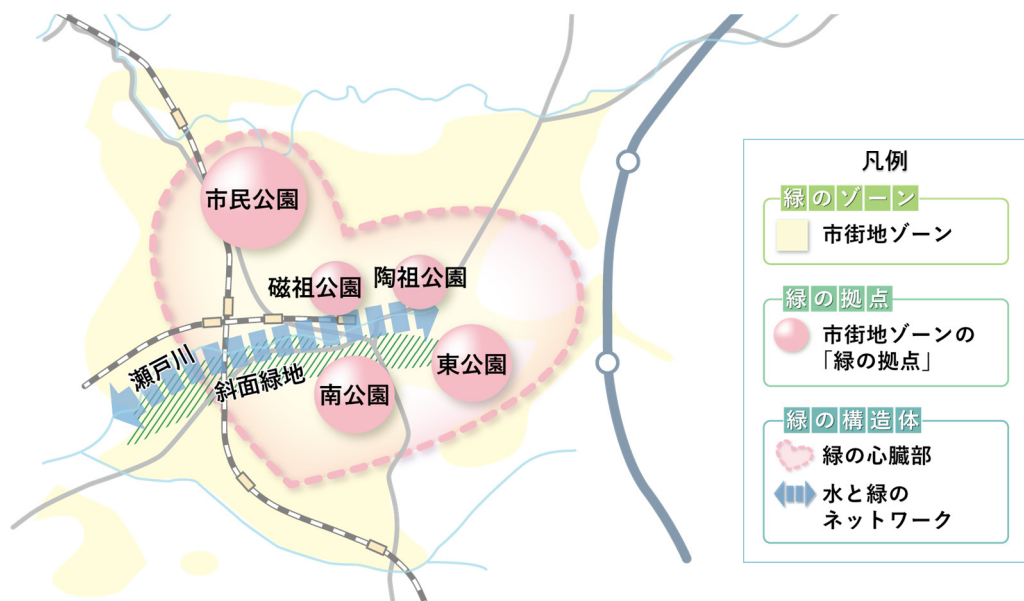 市民公園
磁祖公園
陶祖公園
瀬戸川
斜面緑地
南公園
東公園
凡例
緑のゾーン
市街地ゾーン
緑の拠点
市街地ゾーンの
「緑の拠点」
緑の構造体
緑の心臓部
水と緑の
ネットワーク